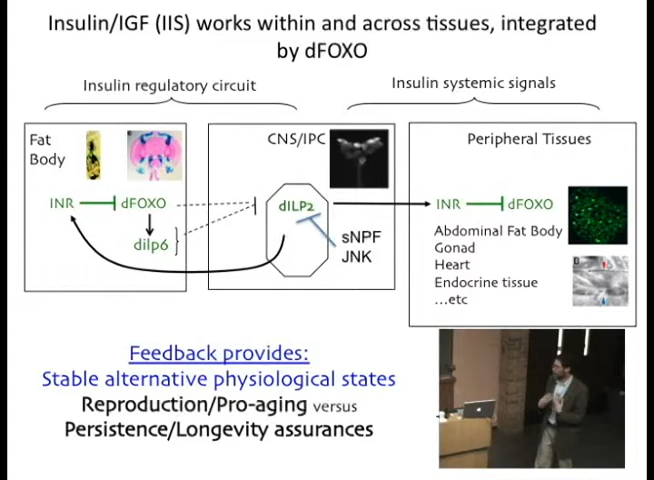 Insulin/IGF (IIS) works within and across tissues, integrated
by dFOXO
Insulin regulatory circuit
Insulin systemic signals
Fat
Body
INR
dFOXO
dilp6
CNS/IPC
dILP2
sNPF
JNK
Peripheral Tissues
INR
dFOXO
Abdominal Fat Body
Gonad
Heart
Endocrine tissue
...etc
B
Feedback provides:
Stable alternative physiological states
Reproduction/Pro-aging versus
Persistence/Longevity assurances